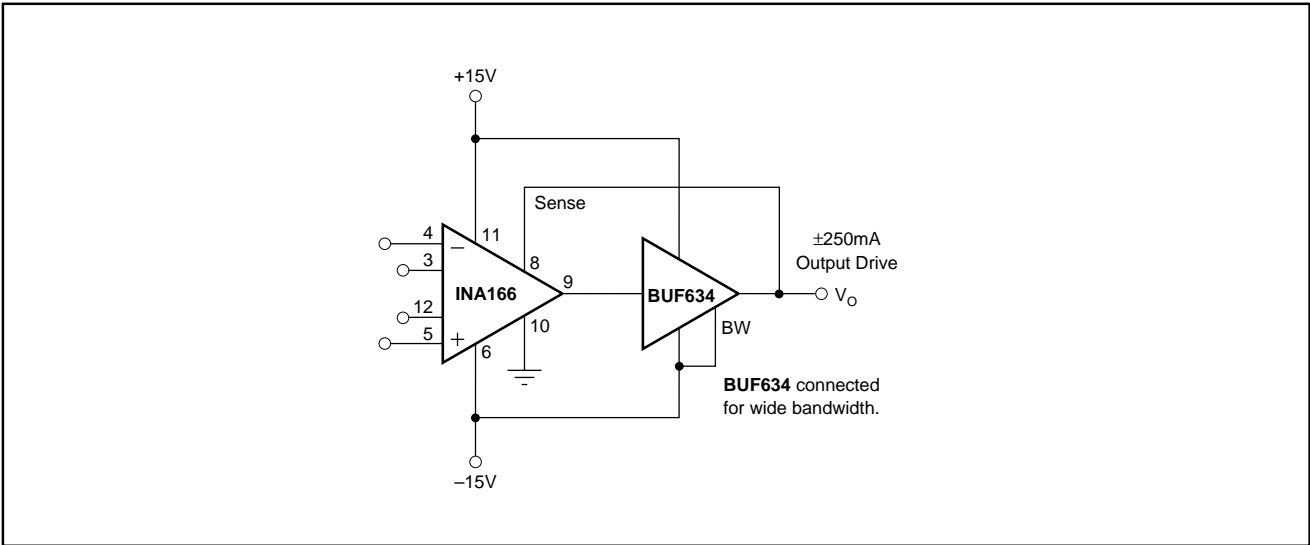 +15V
Sense
4
–
11
3
8
INA166
9
12
10
5
+
6
BUF634
BW
±250mA
Output Drive
VO
BUF634 connected
for wide bandwidth.
–15V